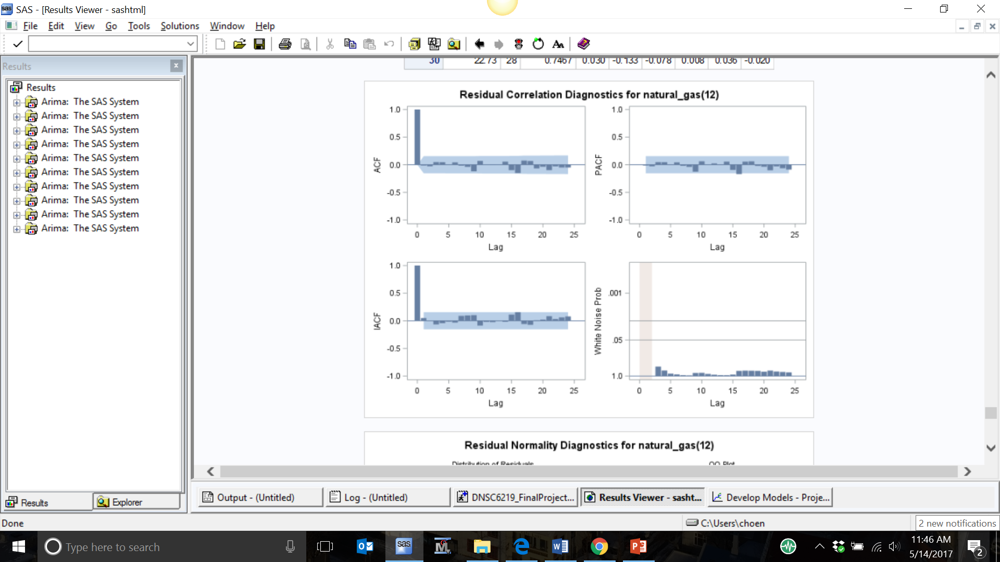 SAS - [Results Viewer - sashtml]
File Edit View Go Tools Solutions Window Help
Results
Results
Arima: The SAS System
Arima: The SAS System
Arima: The SAS System
Arima: The SAS System
Arima: The SAS System
Arima: The SAS System
Arima: The SAS System
Arima: The SAS System
Arima: The SAS System
Arima: The SAS System
30 22.73 28 0.7467 0.030 -0.133 -0.078 0.008 0.036 -0.020
Residual Correlation Diagnostics for natural_gas(12)
ACF
1.0
0.5
0.0
-0.5
-1.0
0 5 10 15 20 25
Lag
PACF
1.0
0.5
0.0
-0.5
-1.0
0 5 10 15 20 25
Lag
IACF
1.0
0.5
0.0
-0.5
-1.0
0 5 10 15 20 25
Lag
White Noise Prob
.001
.05
1.0
0 5 10 15 20 25
Lag
Residual Normality Diagnostics for natural_gas(12)
Distribution of Residuals
QQ Plot
Results
Explorer
Output - (Untitled)
Log - (Untitled)
DNSC6219_FinalProject...
Results Viewer - sasht...
Develop Models - Proje...
Done
C:\Users\choen
2 new notifications
Type here to search
11:46 AM
5/14/2017
2